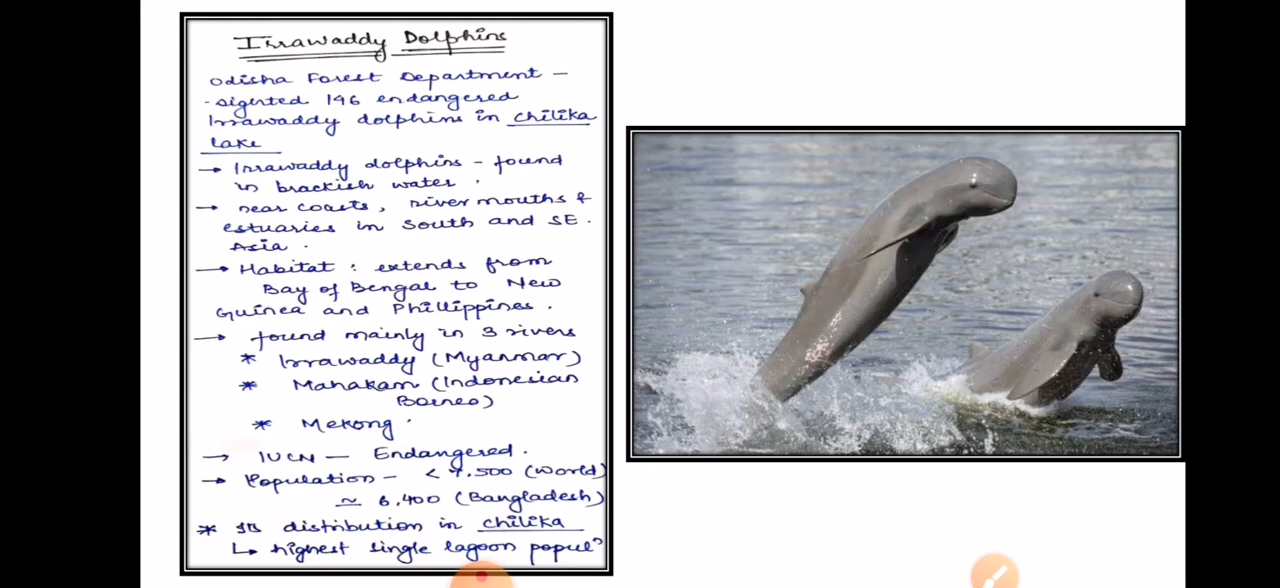 Irrawaddy Dolphins
Odisha Forest Department -
- sighted 146 endangered
Irrawaddy dolphins in chilika
lake
→ Irrawaddy dolphins - found
in brackish water.
→ near coasts, river mouths &
estuaries in South and SE.
Asia.
→ Habitat : extends from
Bay of Bengal to New
Guinea and Phillippines.
→ found mainly in 3 rivers
* Irrawaddy (Myanmar)
* Mahakam (Indonesian
Borneo)
* Mekong.
→ IUCN - Endangered.
→ Population - < 7,500 (World)
≃ 6,400 (Bangladesh)
* distribution in chilika
↳ highest single lagoon popul